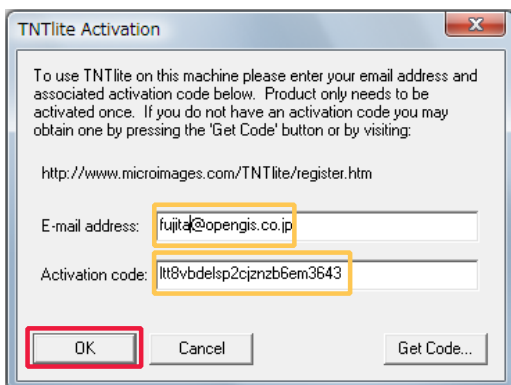 TNTlite Activation
To use TNTlite on this machine please enter your email address and
associated activation code below. Product only needs to be
activated once. If you do not have an activation code you may
obtain one by pressing the 'Get Code' button or by visiting:
http://www.microimages.com/TNTlite/register.htm
E-mail address: fujita@opengis.co.jp
Activation code: ltt8vbdelsp2cjznzb6em3643
OK Cancel Get Code...